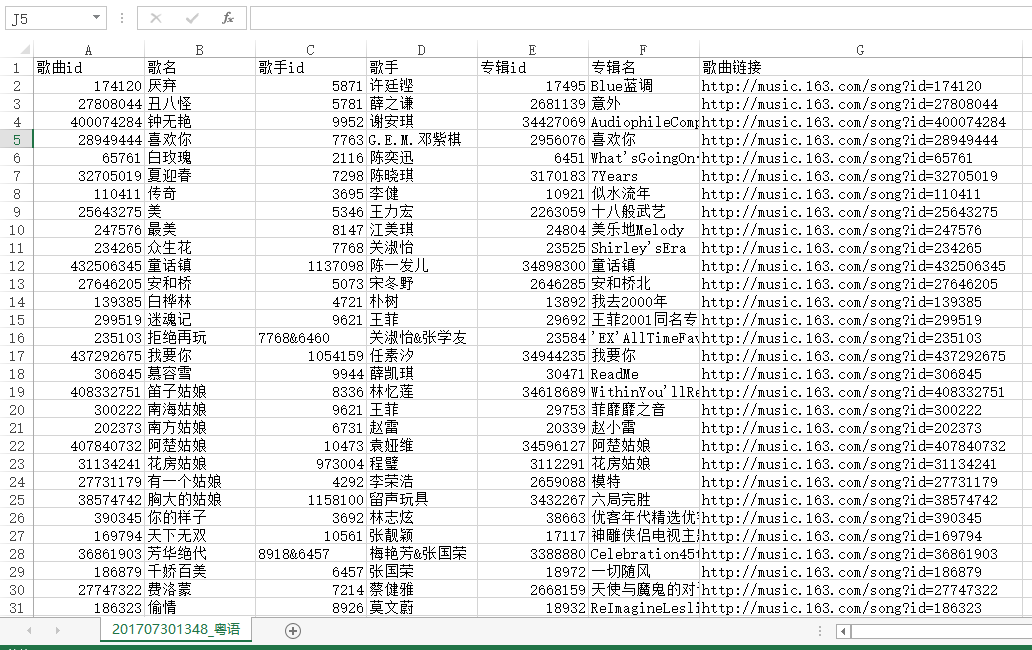 J5
fx
A B C D E F G
1 歌曲id 歌名 歌手id 歌手 专辑id 专辑名 歌曲链接
2 174120 厌弃 5871 许廷铿 17495 Blue蓝调 http://music.163.com/song?id=174120
3 27808044 丑八怪 5781 薛之谦 2681139 意外 http://music.163.com/song?id=27808044
4 400074284 钟无艳 9952 谢安琪 34427069 AudiophileComp http://music.163.com/song?id=400074284
5 28949444 喜欢你 7763 G.E.M.邓紫棋 2956076 喜欢你 http://music.163.com/song?id=28949444
6 65761 白玫瑰 2116 陈奕迅 6451 What'sGoingOn http://music.163.com/song?id=65761
7 32705019 夏迎春 7298 陈晓琪 3170183 7Years http://music.163.com/song?id=32705019
8 110411 传奇 3695 李健 10921 似水流年 http://music.163.com/song?id=110411
9 25643275 美 5346 王力宏 2263059 十八般武艺 http://music.163.com/song?id=25643275
10 247576 最美 8147 江美琪 24804 美乐地Melody http://music.163.com/song?id=247576
11 234265 众生花 7768 关淑怡 23525 Shirley'sEra http://music.163.com/song?id=234265
12 432506345 童话镇 1137098 陈一发儿 34898300 童话镇 http://music.163.com/song?id=432506345
13 27646205 安和桥 5073 宋冬野 2646285 安和桥北 http://music.163.com/song?id=27646205
14 139385 白桦林 4721 朴树 13892 我去2000年 http://music.163.com/song?id=139385
15 299519 迷魂记 9621 王菲 29692 王菲2001同名专 http://music.163.com/song?id=299519
16 235103 拒绝再玩 7768&6460 关淑怡&张学友 23584 'EX'AllTimeFav http://music.163.com/song?id=235103
17 437292675 我要你 1054159 任素汐 34944235 我要你 http://music.163.com/song?id=437292675
18 306845 慕容雪 9944 薛凯琪 30471 ReadMe http://music.163.com/song?id=306845
19 408332751 笛子姑娘 8336 林忆莲 34618689 WithinYou'llRe http://music.163.com/song?id=408332751
20 300222 南海姑娘 9621 王菲 29753 菲靡靡之音 http://music.163.com/song?id=300222
21 202373 南方姑娘 6731 赵雷 20339 赵小雷 http://music.163.com/song?id=202373
22 407840732 阿楚姑娘 10473 袁娅维 34596127 阿楚姑娘 http://music.163.com/song?id=407840732
23 31134241 花房姑娘 973004 程璧 3112291 花房姑娘 http://music.163.com/song?id=31134241
24 27731179 有一个姑娘 4292 李荣浩 2659088 模特 http://music.163.com/song?id=27731179
25 38574742 胸大的姑娘 1158100 留声玩具 3432267 六局完胜 http://music.163.com/song?id=38574742
26 390345 你的样子 3692 林志炫 38663 优客年代精选优 http://music.163.com/song?id=390345
27 169794 天下无双 10561 张靓颖 17117 神雕侠侣电视主 http://music.163.com/song?id=169794
28 36861903 芳华绝代 8918&6457 梅艳芳&张国荣 3388880 Celebration45t http://music.163.com/song?id=36861903
29 186879 千娇百美 6457 张国荣 18972 一切随风 http://music.163.com/song?id=186879
30 27747322 费洛蒙 7214 蔡健雅 2668159 天使与魔鬼的对 http://music.163.com/song?id=27747322
31 186323 偷情 8926 莫文蔚 18932 ReImagineLesli http://music.163.com/song?id=186323
201707301348_粤语